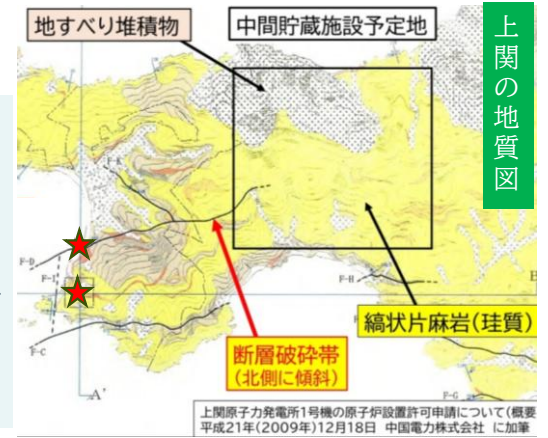 地すべり堆積物
中間貯蔵施設予定地
上関の地質図
F-K
F-D
F-I
F-H
B
縞状片麻岩(珪質)
断層破砕帯
(北側に傾斜)
F-C
A'
F-G
上関原子力発電所1号機の原子炉設置許可申請について(概要
平成21年(2009年)12月18日 中国電力株式会社 に加筆